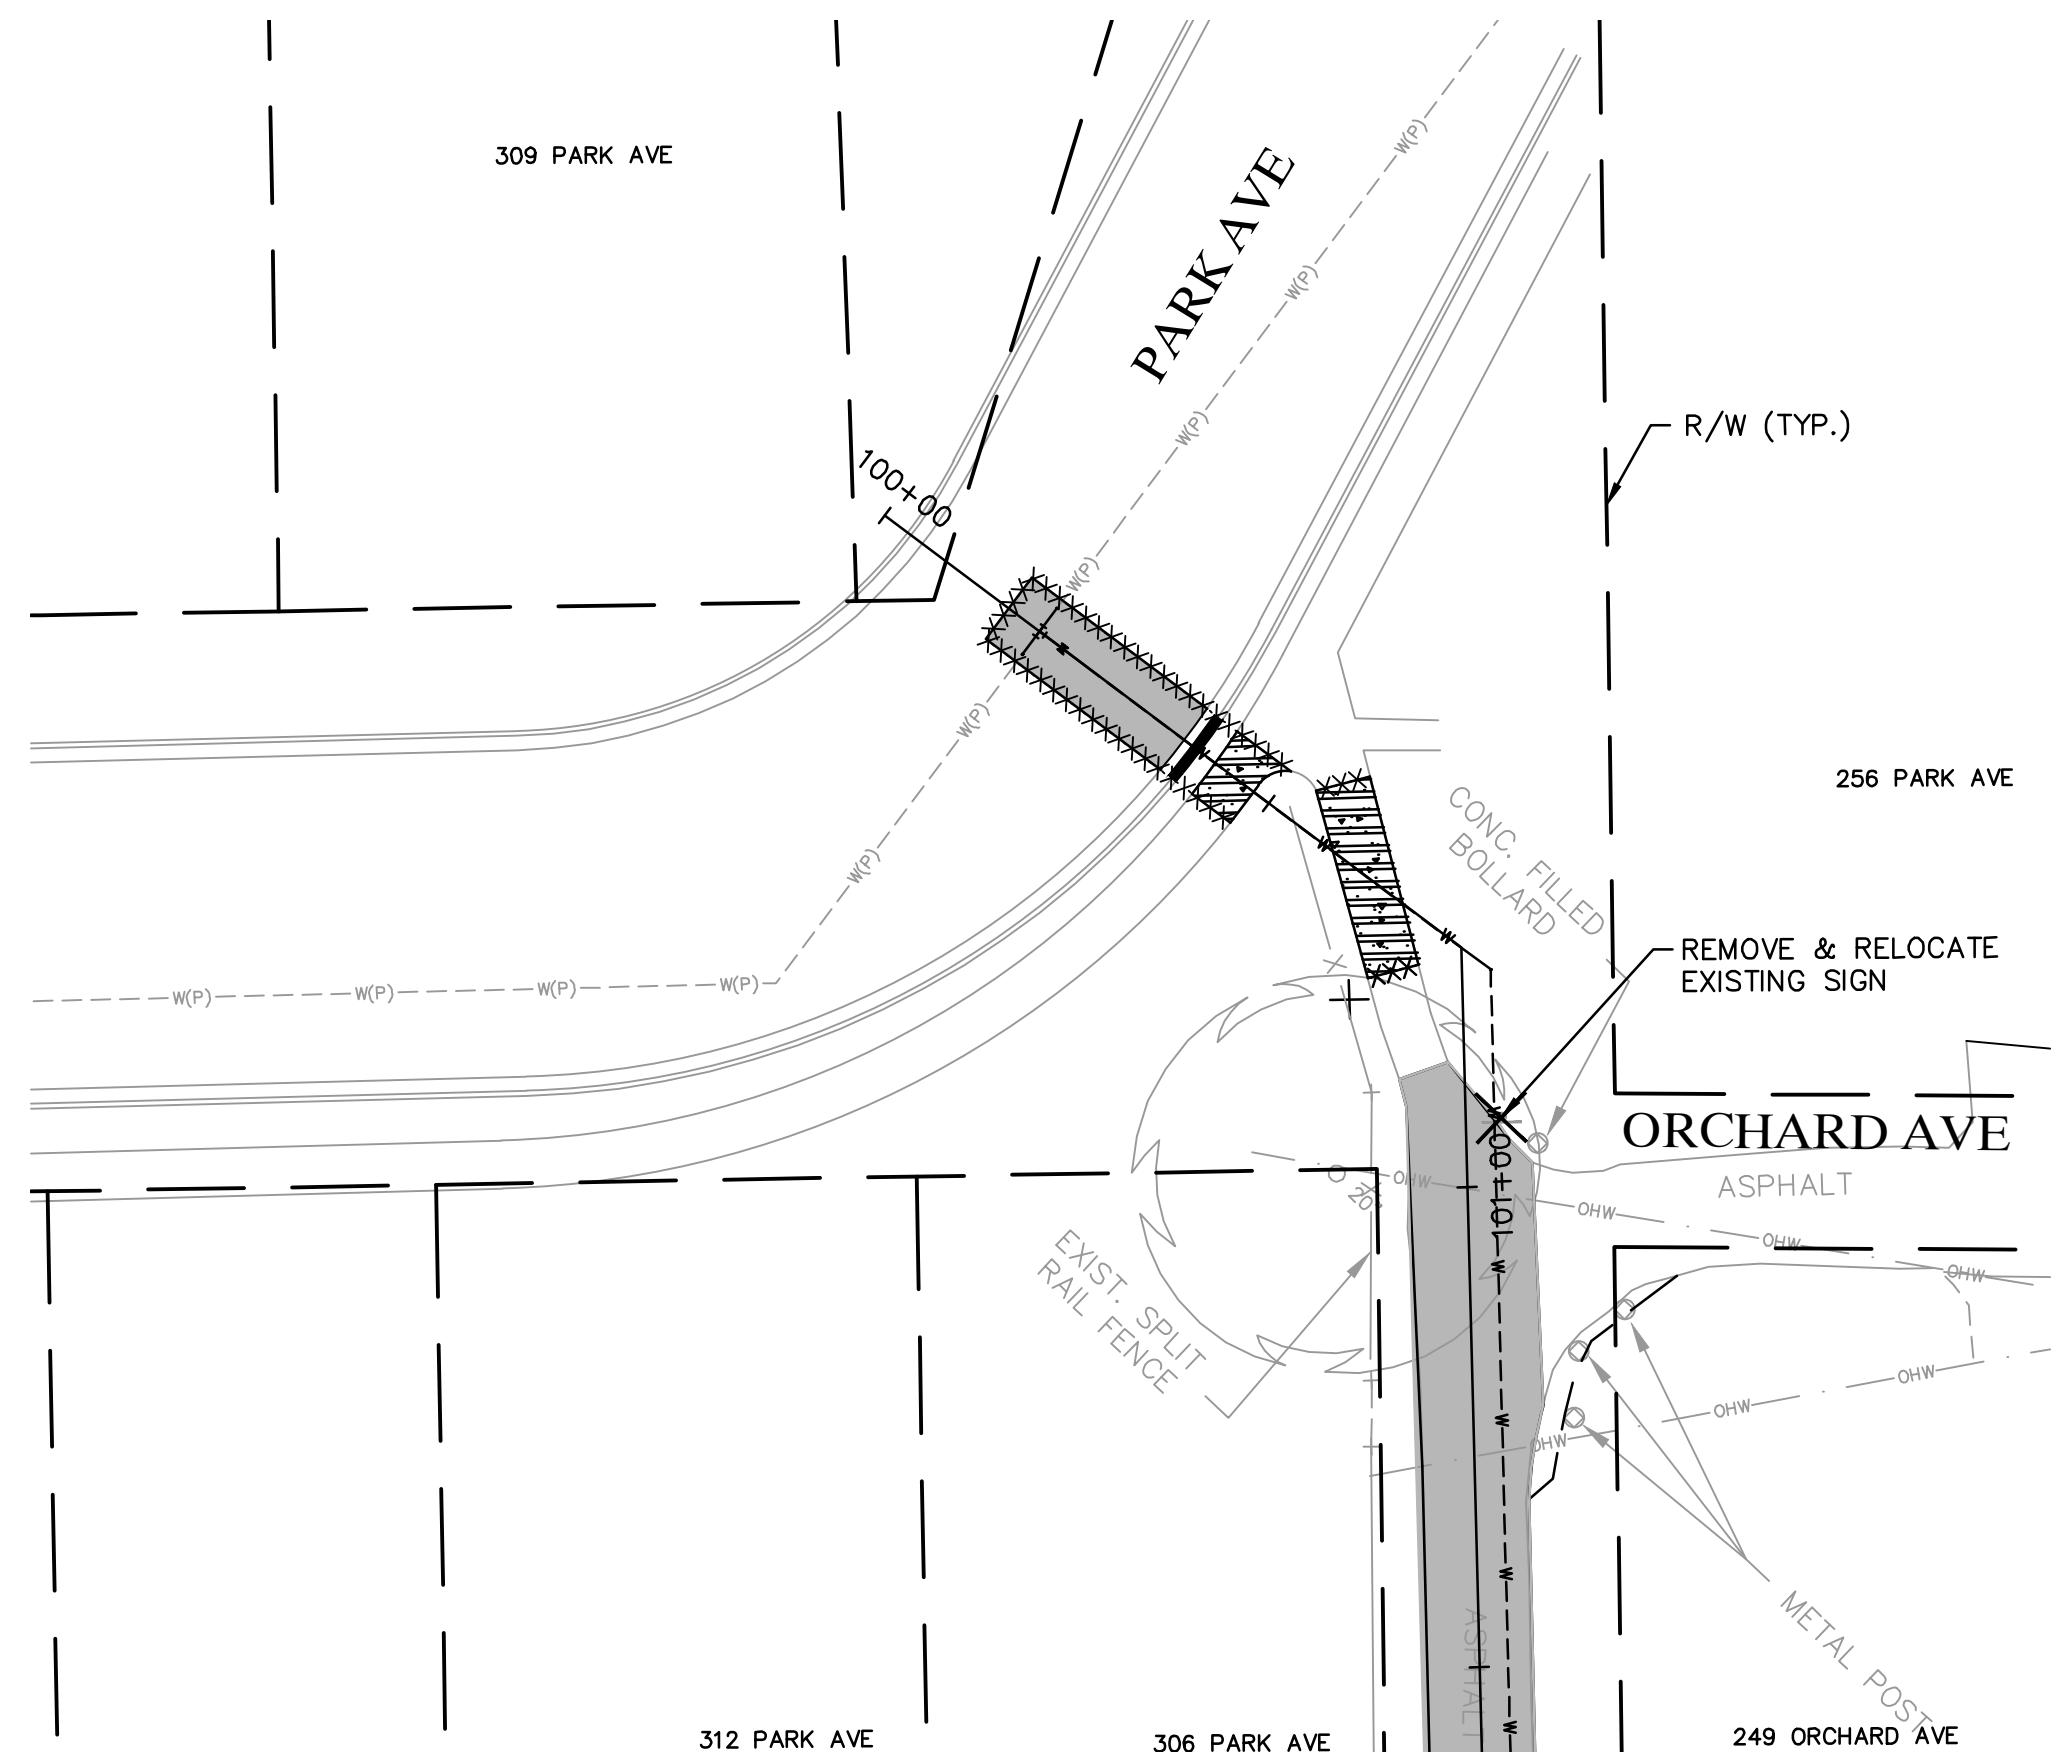 309 PARK AVE
PARK AVE
W(P)
W(P)
W(P)
W(P)
R/W (TYP.)
100+00
W(P)
256 PARK AVE
CONC. FILLED
BOLLARD
W
W
W
W
W(P)
REMOVE & RELOCATE
EXISTING SIGN
W(P)
W(P)
W(P)
W(P)
W
ORCHARD AVE
101+00
ASPHALT
OHW
20"
OHW
OHW
OHW
EXIST. SPLIT
RAIL FENCE
W
OHW
OHW
OHW
W
W
ASPHALT
METAL POST
W
312 PARK AVE
306 PARK AVE
249 ORCHARD AVE